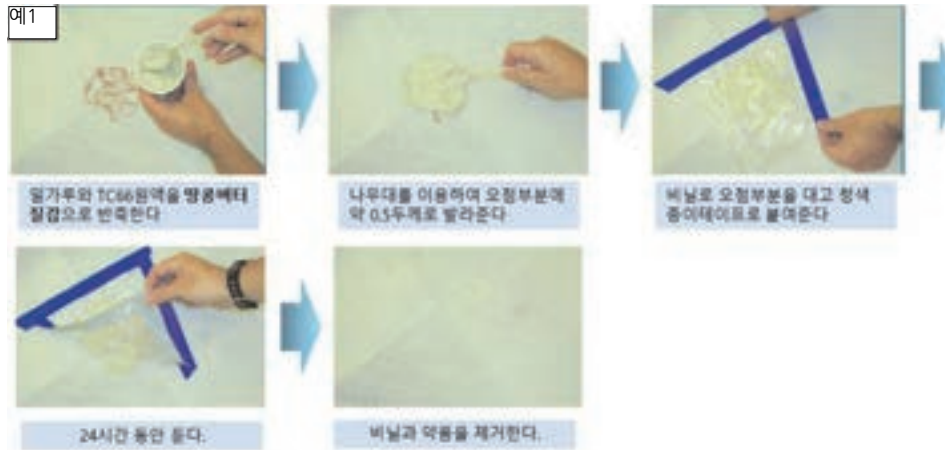 예1
밀가루와 TC66원액을 땅콩버터
질감으로 반죽한다
나무대를 이용하여 오점부분에
약 0.5두께로 발라준다
비닐로 오점부분을 대고 청색
종이테이프로 붙여준다
24시간 동안 둔다.
비닐과 약품을 제거한다.